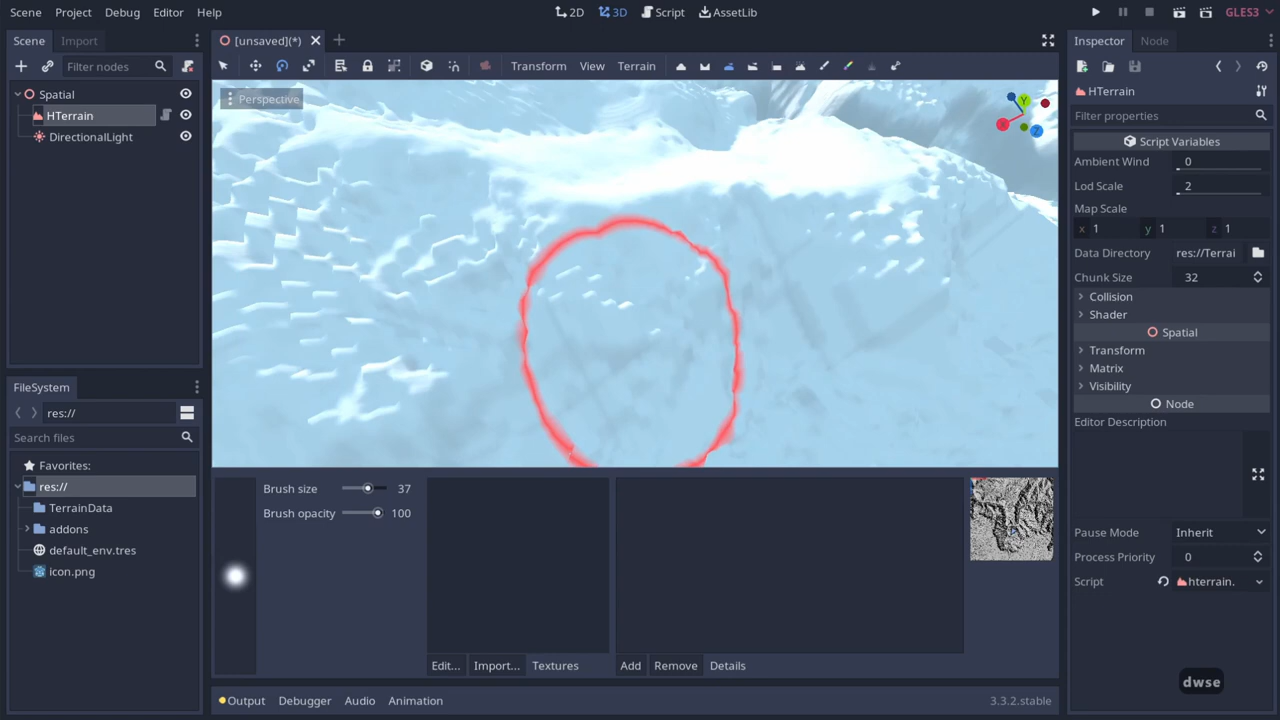 Scene Project Debug Editor Help 2D 3D Script AssetLib GLES3
Scene Import [unsaved](*) Inspector Node
Filter nodes Transform View Terrain
Spatial Perspective Y X Z HTerrain
HTerrain Filter properties
DirectionalLight Script Variables
Ambient Wind 0
Lod Scale 2
Map Scale
x 1 y 1 z 1
Data Directory res://Terrai
Chunk Size 32
Collision
Shader
Spatial
Transform
Matrix
Visibility
Node
Editor Description
FileSystem
res://
Search files
Favorites:
res://
TerrainData
addons
default_env.tres
icon.png
Brush size 37
Brush opacity 100
Edit... Import... Textures Add Remove Details
Pause Mode Inherit
Process Priority 0
Script hterrain.
dwse
Output Debugger Audio Animation 3.3.2.stable